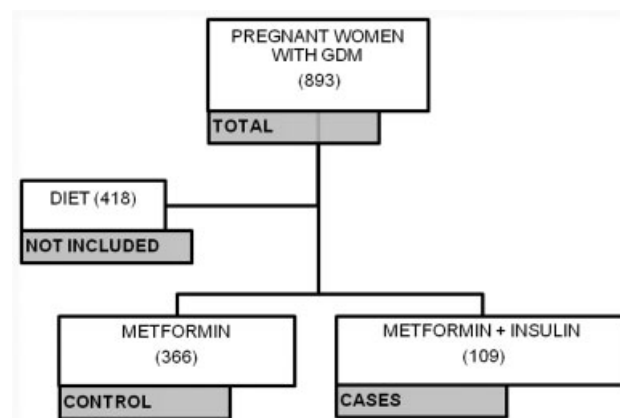 PREGNANT WOMEN
WITH GDM
(893)
TOTAL
DIET (418)
NOT INCLUDED
METFORMIN
(366)
CONTROL
METFORMIN + INSULIN
(109)
CASES